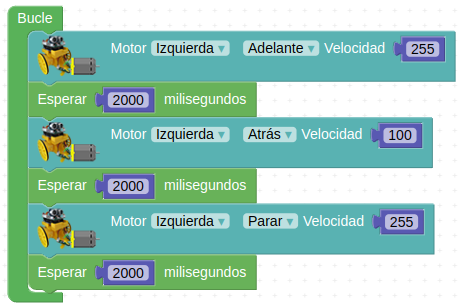 Bucle
Motor Izquierda Adelante Velocidad 255
Esperar 2000 milisegundos
Motor Izquierda Atrás Velocidad 100
Esperar 2000 milisegundos
Motor Izquierda Parar Velocidad 255
Esperar 2000 milisegundos